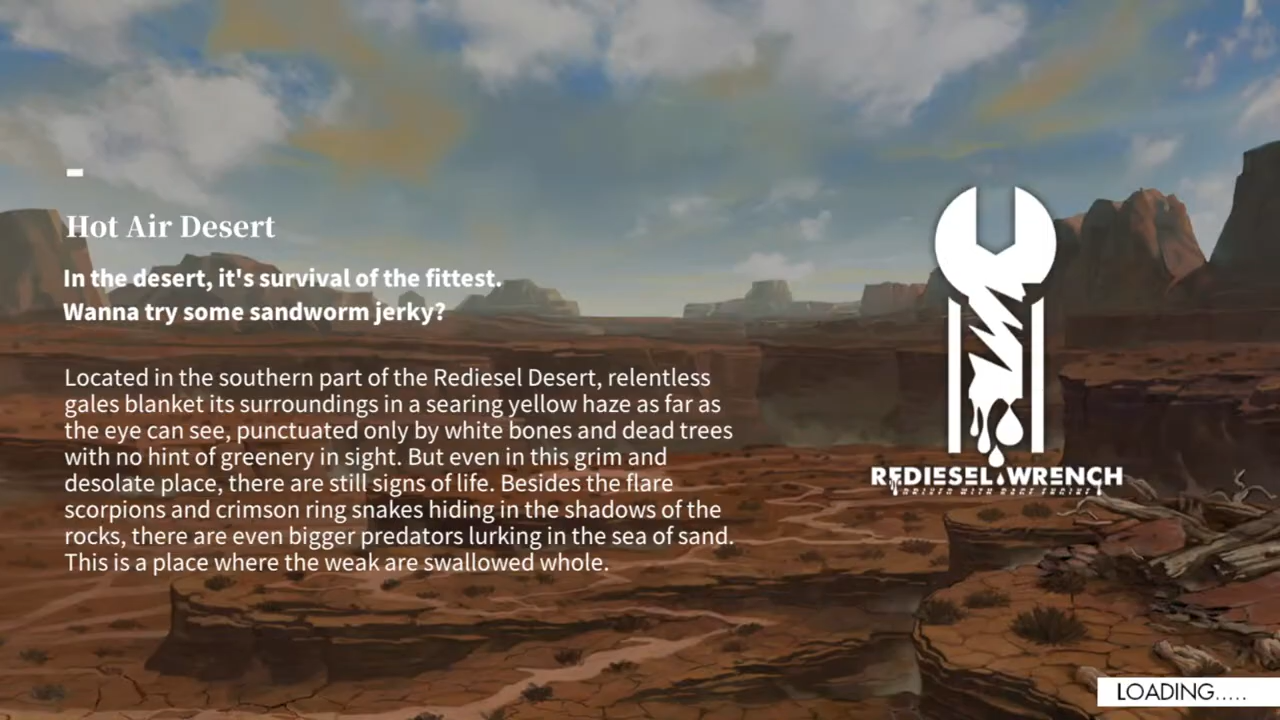 Hot Air Desert
In the desert, it's survival of the fittest.
Wanna try some sandworm jerky?
Located in the southern part of the Rediesel Desert, relentless
gales blanket its surroundings in a searing yellow haze as far as
the eye can see, punctuated only by white bones and dead trees
with no hint of greenery in sight. But even in this grim and
desolate place, there are still signs of life. Besides the flare
scorpions and crimson ring snakes hiding in the shadows of the
rocks, there are even bigger predators lurking in the sea of sand.
This is a place where the weak are swallowed whole.
REDIESEL WRENCH
LOADING.....